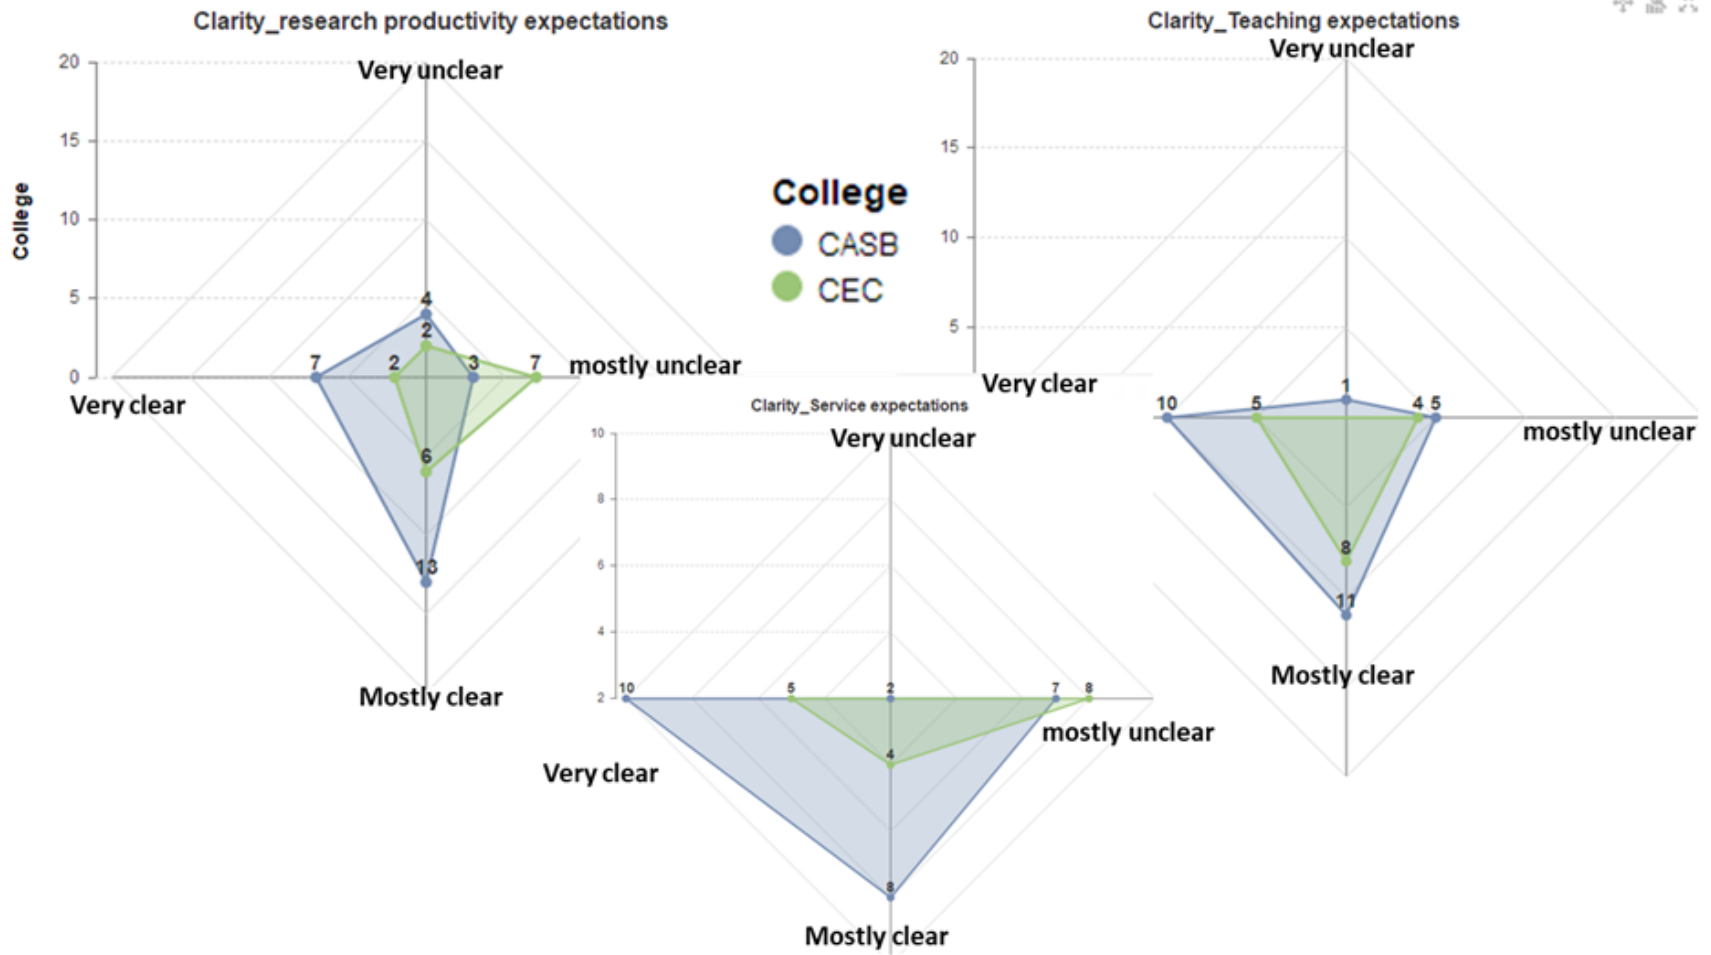 Clarity_research productivity expectations
Very unclear
20
15
10
5
0
College
4
2
7
2
3
7
mostly unclear
Very clear
6
13
Mostly clear
College
CASB
CEC
Clarity_Teaching expectations
Very unclear
20
15
10
5
Very clear
1
10
5
4
5
mostly unclear
8
11
Mostly clear
Clarity_Service expectations
Very unclear
10
8
6
4
2
10
5
2
7
8
mostly unclear
4
Very clear
8
Mostly clear